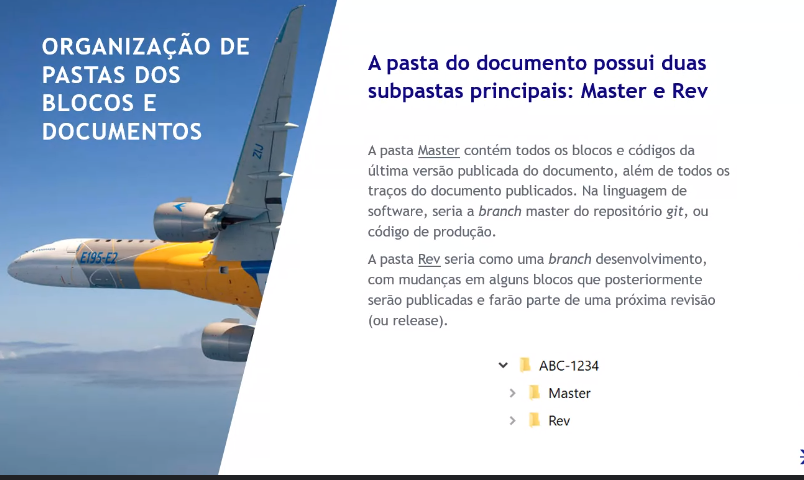 ORGANIZAÇÃO DE
PASTAS DOS
BLOCOS E
DOCUMENTOS
ZIJ
E195-E2
A pasta do documento possui duas
subpastas principais: Master e Rev
A pasta Master contém todos os blocos e códigos da
última versão publicada do documento, além de todos os
traços do documento publicados. Na linguagem de
software, seria a branch master do repositório git, ou
código de produção.
A pasta Rev seria como uma branch desenvolvimento,
com mudanças em alguns blocos que posteriormente
serão publicadas e farão parte de uma próxima revisão
(ou release).
ABC-1234
Master
Rev